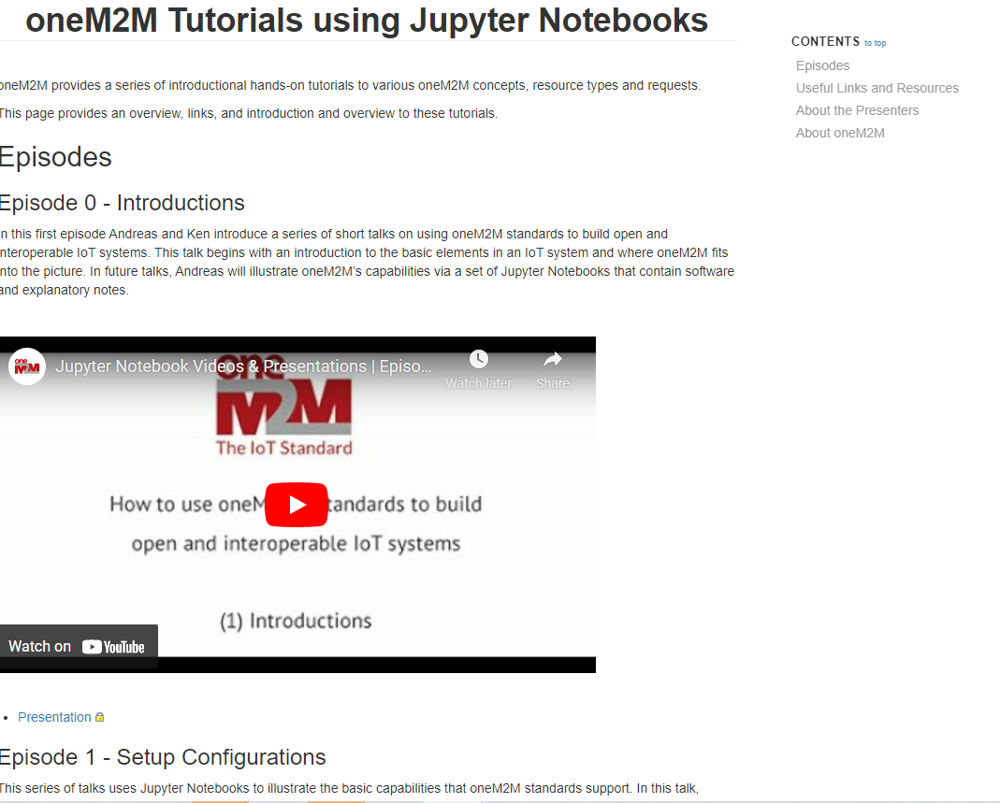 oneM2M Tutorials using Jupyter Notebooks
CONTENTS to top
Episodes
Useful Links and Resources
About the Presenters
About oneM2M
oneM2M provides a series of introductional hands-on tutorials to various oneM2M concepts, resource types and requests.
This page provides an overview, links, and introduction and overview to these tutorials.
Episodes
Episode 0 - Introductions
In this first episode Andreas and Ken introduce a series of short talks on using oneM2M standards to build open and
interoperable IoT systems. This talk begins with an introduction to the basic elements in an IoT system and where oneM2M fits
into the picture. In future talks, Andreas will illustrate oneM2M’s capabilities via a set of Jupyter Notebooks that contain software
and explanatory notes.
one M2M
Jupyter Notebook Videos & Presentations | Episo...
Watch later
Share
one
M2M
The IoT Standard
How to use oneM tandards to build
open and interoperable IoT systems
(1) Introductions
Watch on YouTube
Presentation
Episode 1 - Setup Configurations
This series of talks uses Jupyter Notebooks to illustrate the basic capabilities that oneM2M standards support. In this talk,